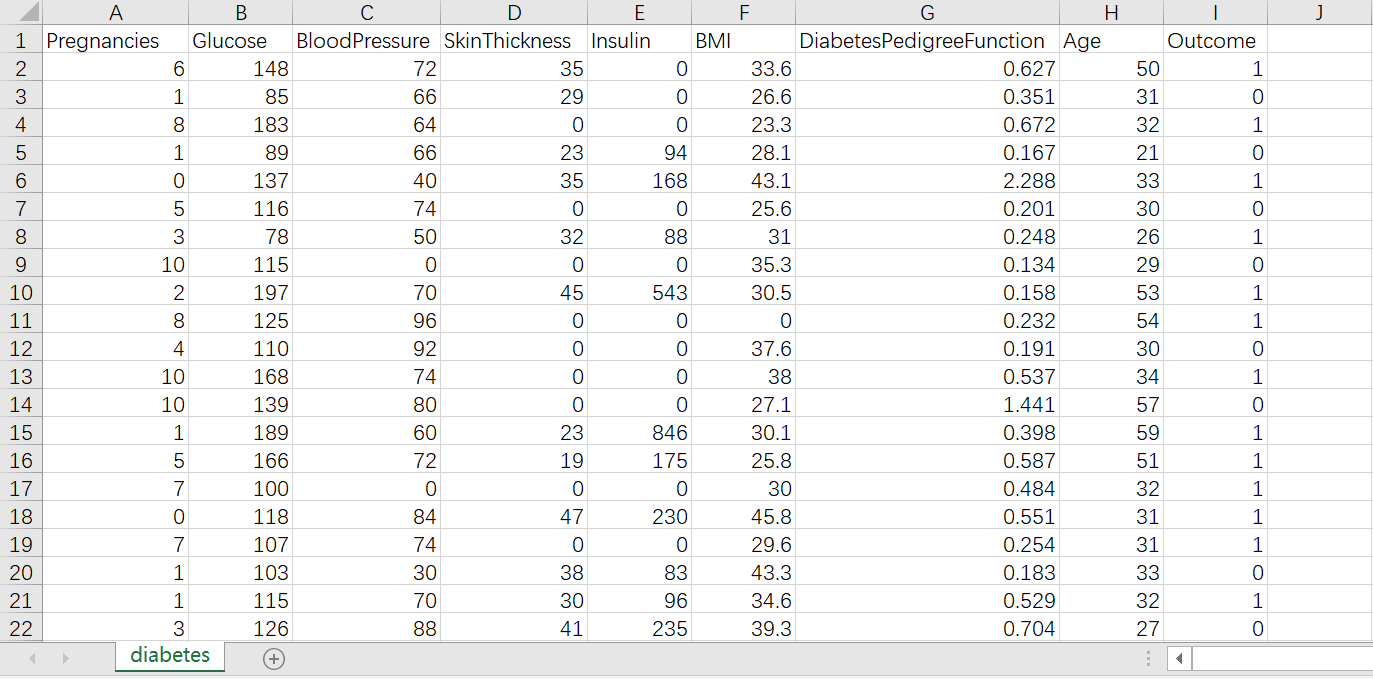 A B C D E F G H I J
1 Pregnancies Glucose BloodPressure SkinThickness Insulin BMI DiabetesPedigreeFunction Age Outcome
2 6 148 72 35 0 33.6 0.627 50 1
3 1 85 66 29 0 26.6 0.351 31 0
4 8 183 64 0 0 23.3 0.672 32 1
5 1 89 66 23 94 28.1 0.167 21 0
6 0 137 40 35 168 43.1 2.288 33 1
7 5 116 74 0 0 25.6 0.201 30 0
8 3 78 50 32 88 31 0.248 26 1
9 10 115 0 0 0 35.3 0.134 29 0
10 2 197 70 45 543 30.5 0.158 53 1
11 8 125 96 0 0 0 0.232 54 1
12 4 110 92 0 0 37.6 0.191 30 0
13 10 168 74 0 0 38 0.537 34 1
14 10 139 80 0 0 27.1 1.441 57 0
15 1 189 60 23 846 30.1 0.398 59 1
16 5 166 72 19 175 25.8 0.587 51 1
17 7 100 0 0 0 30 0.484 32 1
18 0 118 84 47 230 45.8 0.551 31 1
19 7 107 74 0 0 29.6 0.254 31 1
20 1 103 30 38 83 43.3 0.183 33 0
21 1 115 70 30 96 34.6 0.529 32 1
22 3 126 88 41 235 39.3 0.704 27 0
diabetes